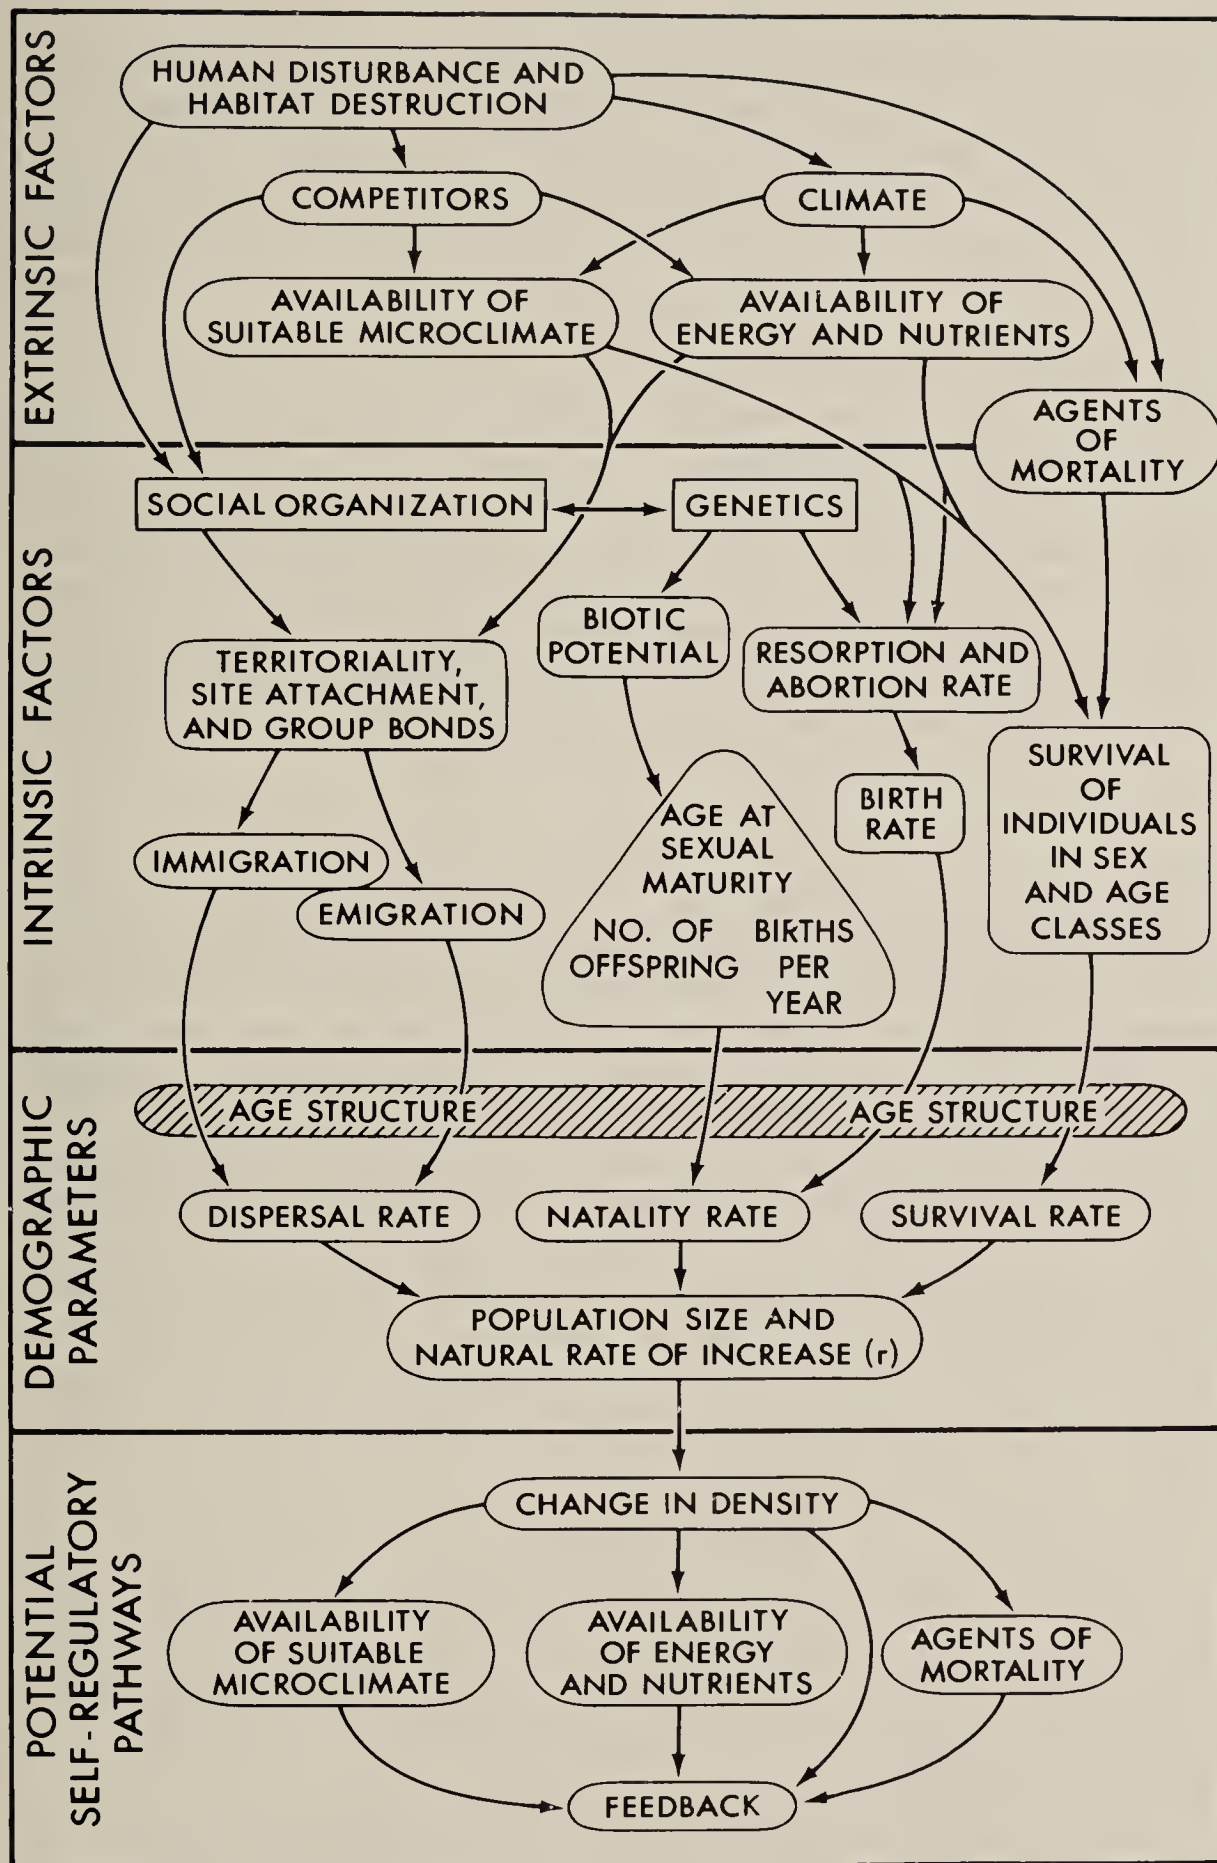 EXTRINSIC FACTORS
HUMAN DISTURBANCE AND
HABITAT DESTRUCTION
COMPETITORS
CLIMATE
AVAILABILITY OF
SUITABLE MICROCLIMATE
AVAILABILITY OF
ENERGY AND NUTRIENTS
AGENTS
OF
MORTALITY
INTRINSIC FACTORS
SOCIAL ORGANIZATION
GENETICS
BIOTIC
POTENTIAL
RESORPTION AND
ABORTION RATE
TERRITORIALITY,
SITE ATTACHMENT,
AND GROUP BONDS
SURVIVAL
OF
INDIVIDUALS
IN SEX
AND AGE
CLASSES
BIRTH
RATE
AGE AT
SEXUAL
MATURITY
NO. OF
OFFSPRING
BIRTHS
PER
YEAR
IMMIGRATION
EMIGRATION
DEMOGRAPHIC
PARAMETERS
AGE STRUCTURE
AGE STRUCTURE
DISPERSAL RATE
NATALITY RATE
SURVIVAL RATE
POPULATION SIZE AND
NATURAL RATE OF INCREASE (r)
POTENTIAL
SELF-REGULATORY
PATHWAYS
CHANGE IN DENSITY
AVAILABILITY
OF SUITABLE
MICROCLIMATE
AVAILABILITY
OF ENERGY
AND NUTRIENTS
AGENTS OF
MORTALITY
FEEDBACK